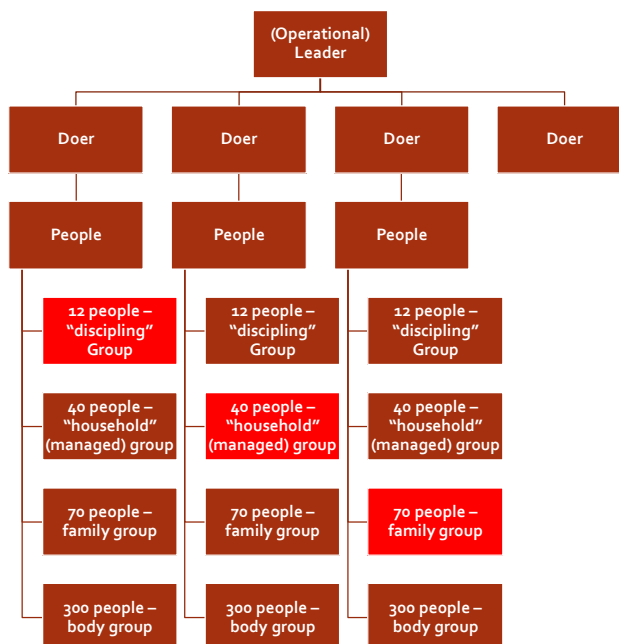 (Operational)
Leader
Doer
Doer
Doer
Doer
People
People
People
12 people –
“discipling”
Group
12 people –
“discipling”
Group
12 people –
“discipling”
Group
40 people –
“household”
(managed) group
40 people –
“household”
(managed) group
40 people –
“household”
(managed) group
70 people –
family group
70 people –
family group
70 people –
family group
300 people –
body group
300 people –
body group
300 people –
body group